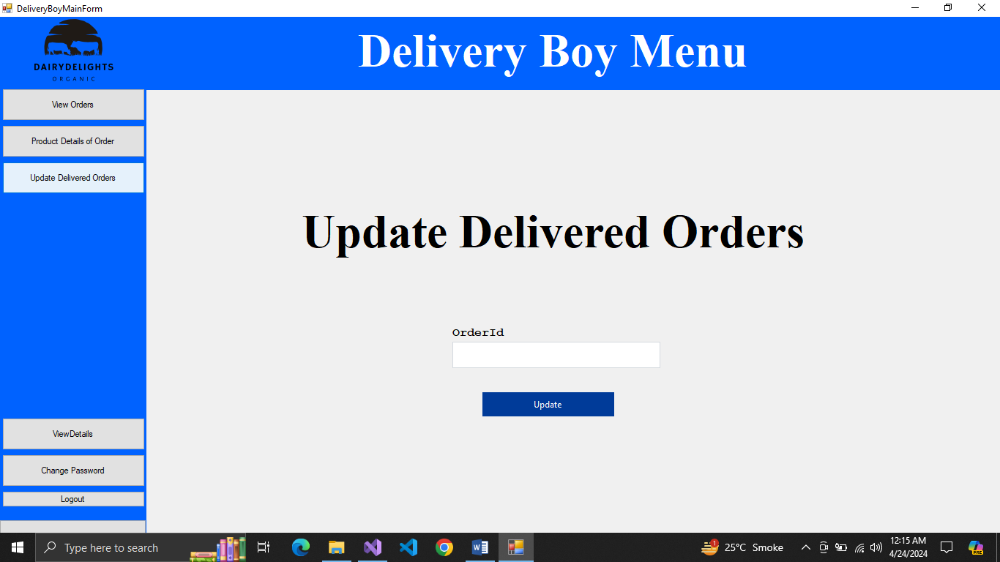 DeliveryBoyMainForm
DAIRYDELIGHTS
ORGANIC
Delivery Boy Menu
View Orders
Product Details of Order
Update Delivered Orders
Update Delivered Orders
OrderId
Update
ViewDetails
Change Password
Logout
Type here to search
1
25°C Smoke
12:15 AM
4/24/2024
PRE